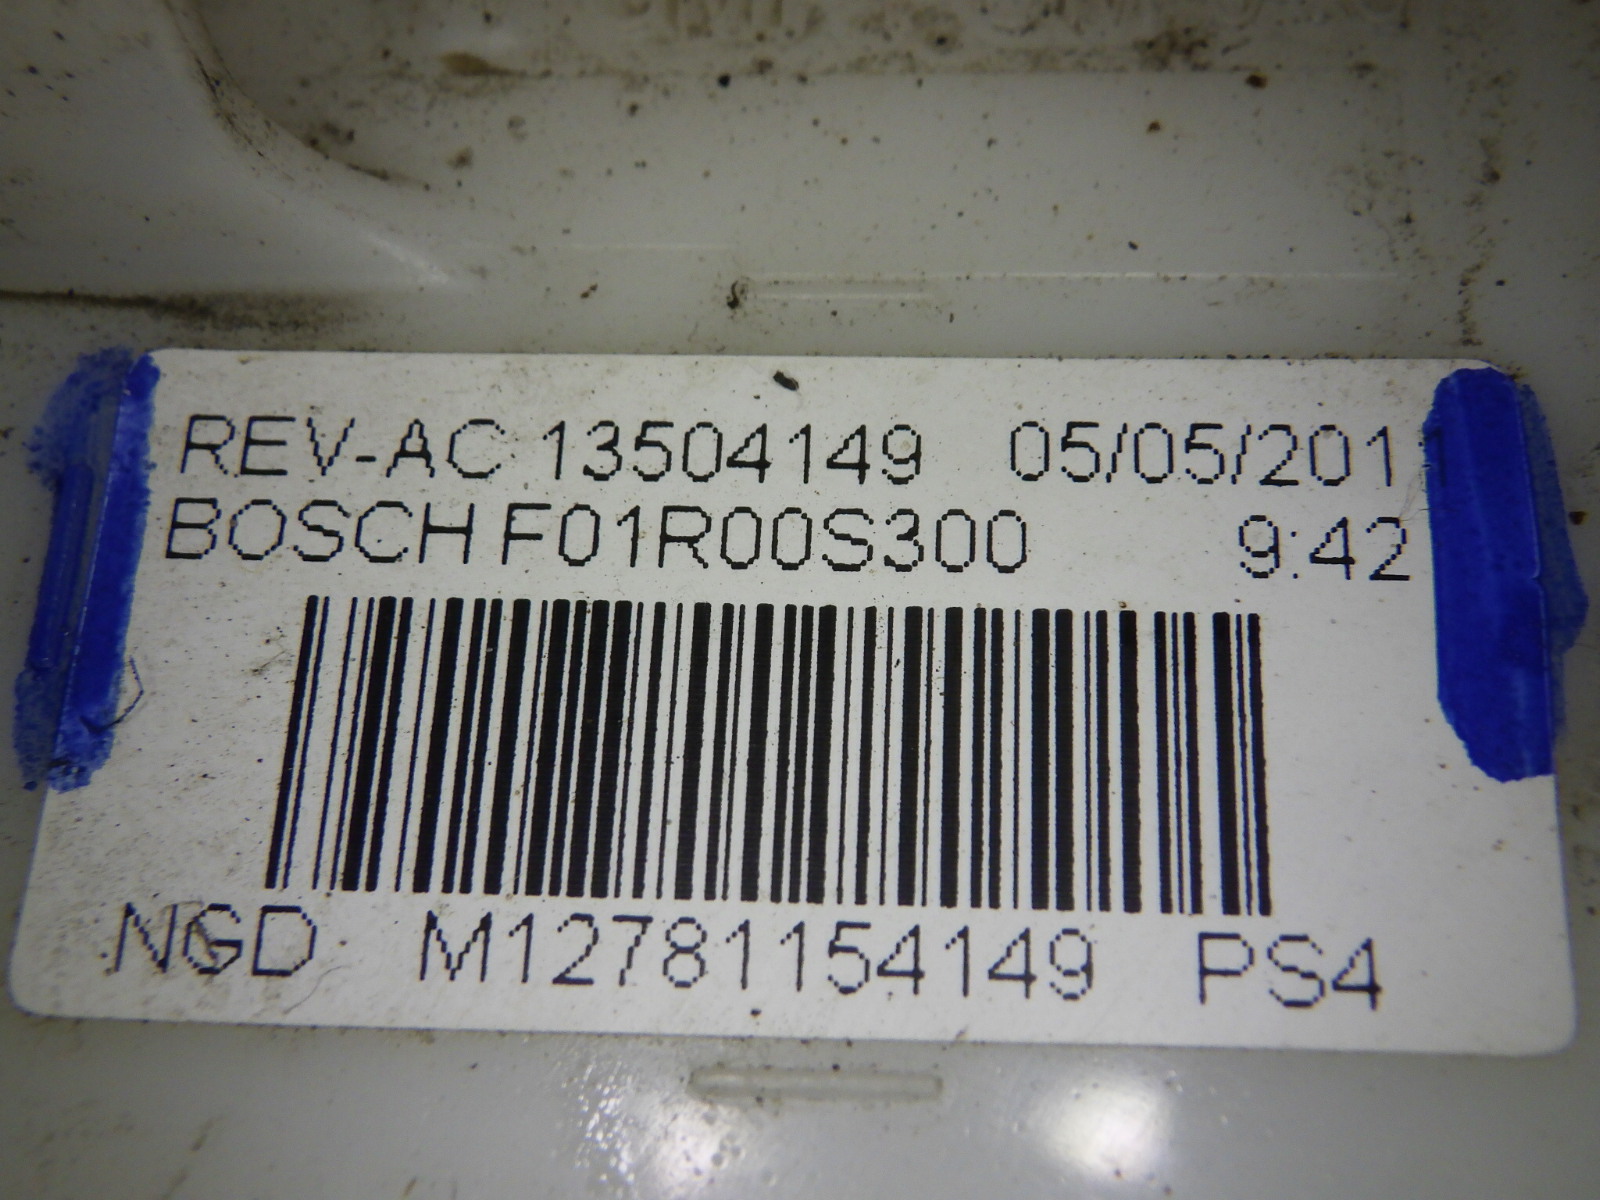 REV-AC 13504149 05/05/201
BOSCH F01R00S300 9:42
NGD M12781154149 PS4